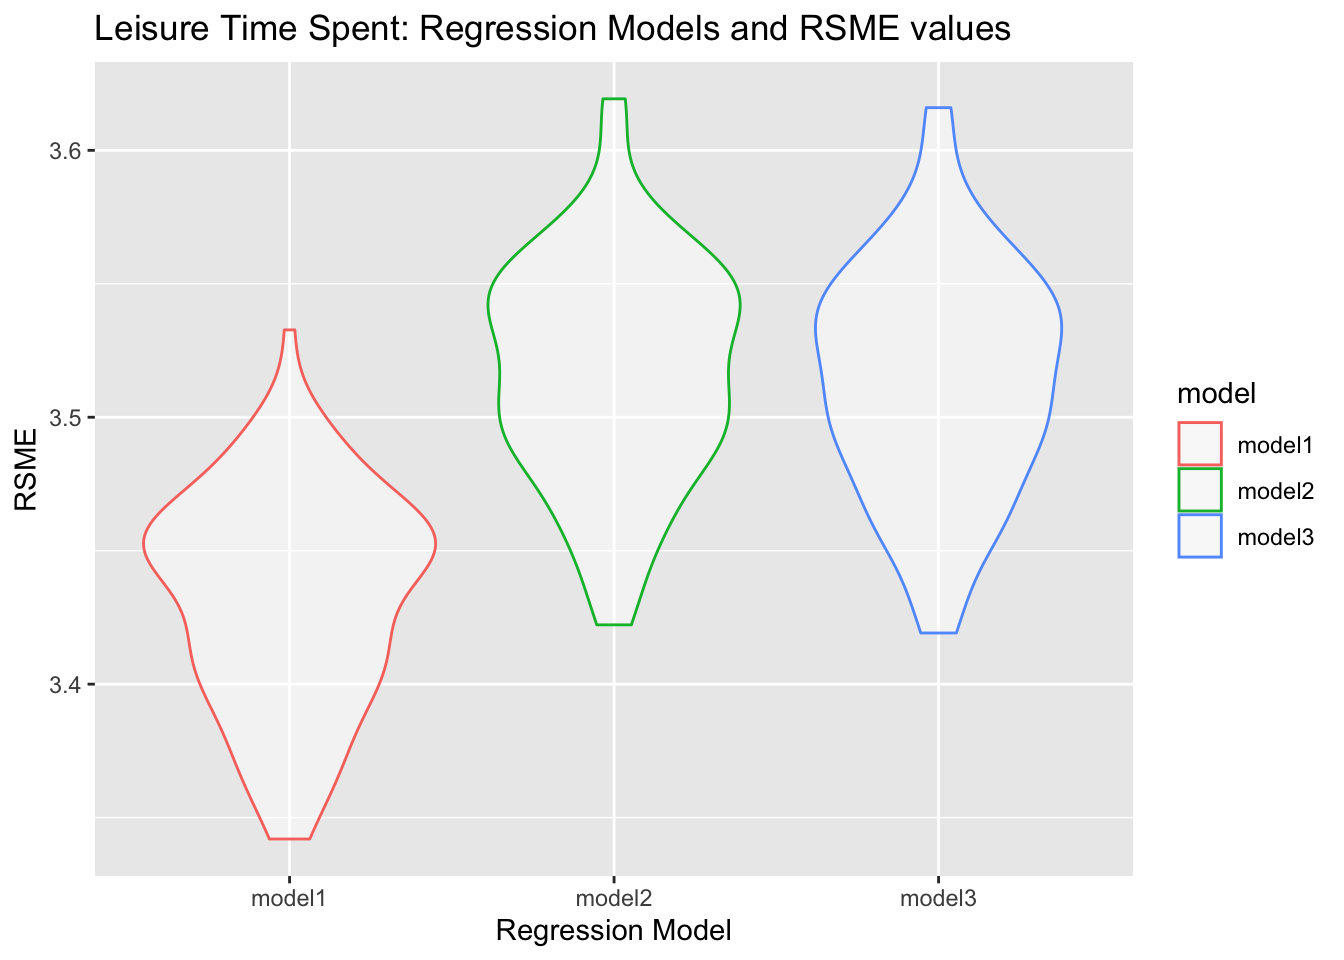 Leisure Time Spent: Regression Models and RSME values
3.6
3.5
3.4
RSME
model1
model2
model3
Regression Model
model
model1
model2
model3